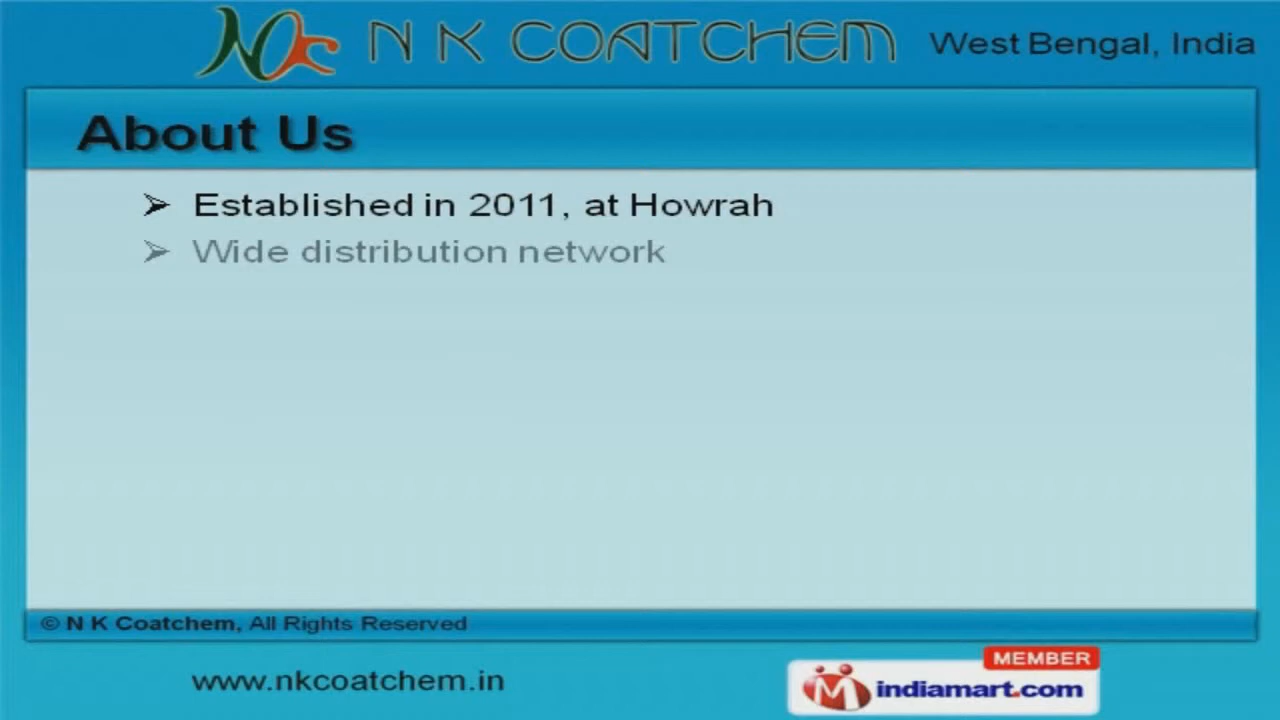 NKC N K COATCHEM West Bengal, India
About Us
➢ Established in 2011, at Howrah
➢ Wide distribution network
© N K Coatchem, All Rights Reserved
www.nkcoatchem.in
MEMBER
indiamart.com